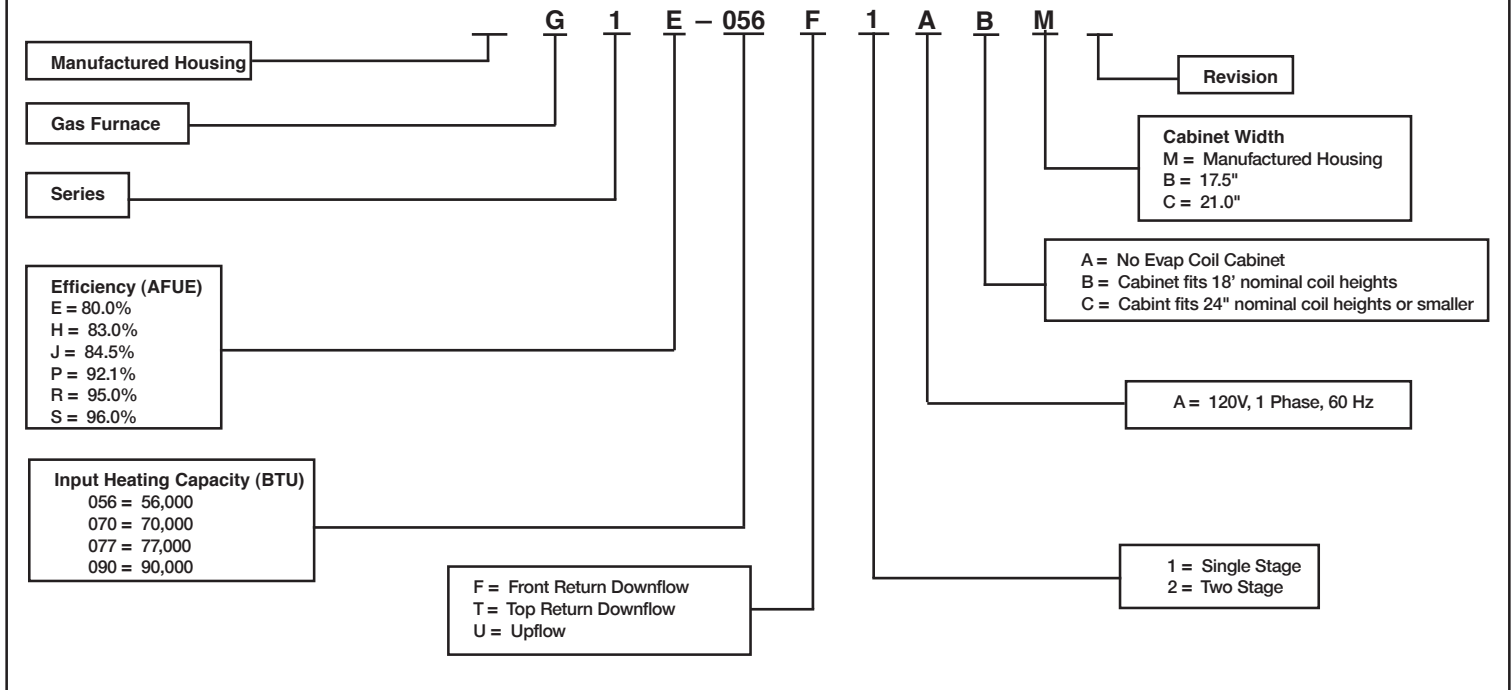 G 1 E – 056 F 1 A B M
Manufactured Housing
Revision
Gas Furnace
Cabinet Width
M = Manufactured Housing
B = 17.5"
C = 21.0"
Series
A = No Evap Coil Cabinet
B = Cabinet fits 18’ nominal coil heights
C = Cabint fits 24" nominal coil heights or smaller
Efficiency (AFUE)
E = 80.0%
H = 83.0%
J = 84.5%
P = 92.1%
R = 95.0%
S = 96.0%
A = 120V, 1 Phase, 60 Hz
Input Heating Capacity (BTU)
056 = 56,000
070 = 70,000
077 = 77,000
090 = 90,000
F = Front Return Downflow
T = Top Return Downflow
U = Upflow
1 = Single Stage
2 = Two Stage